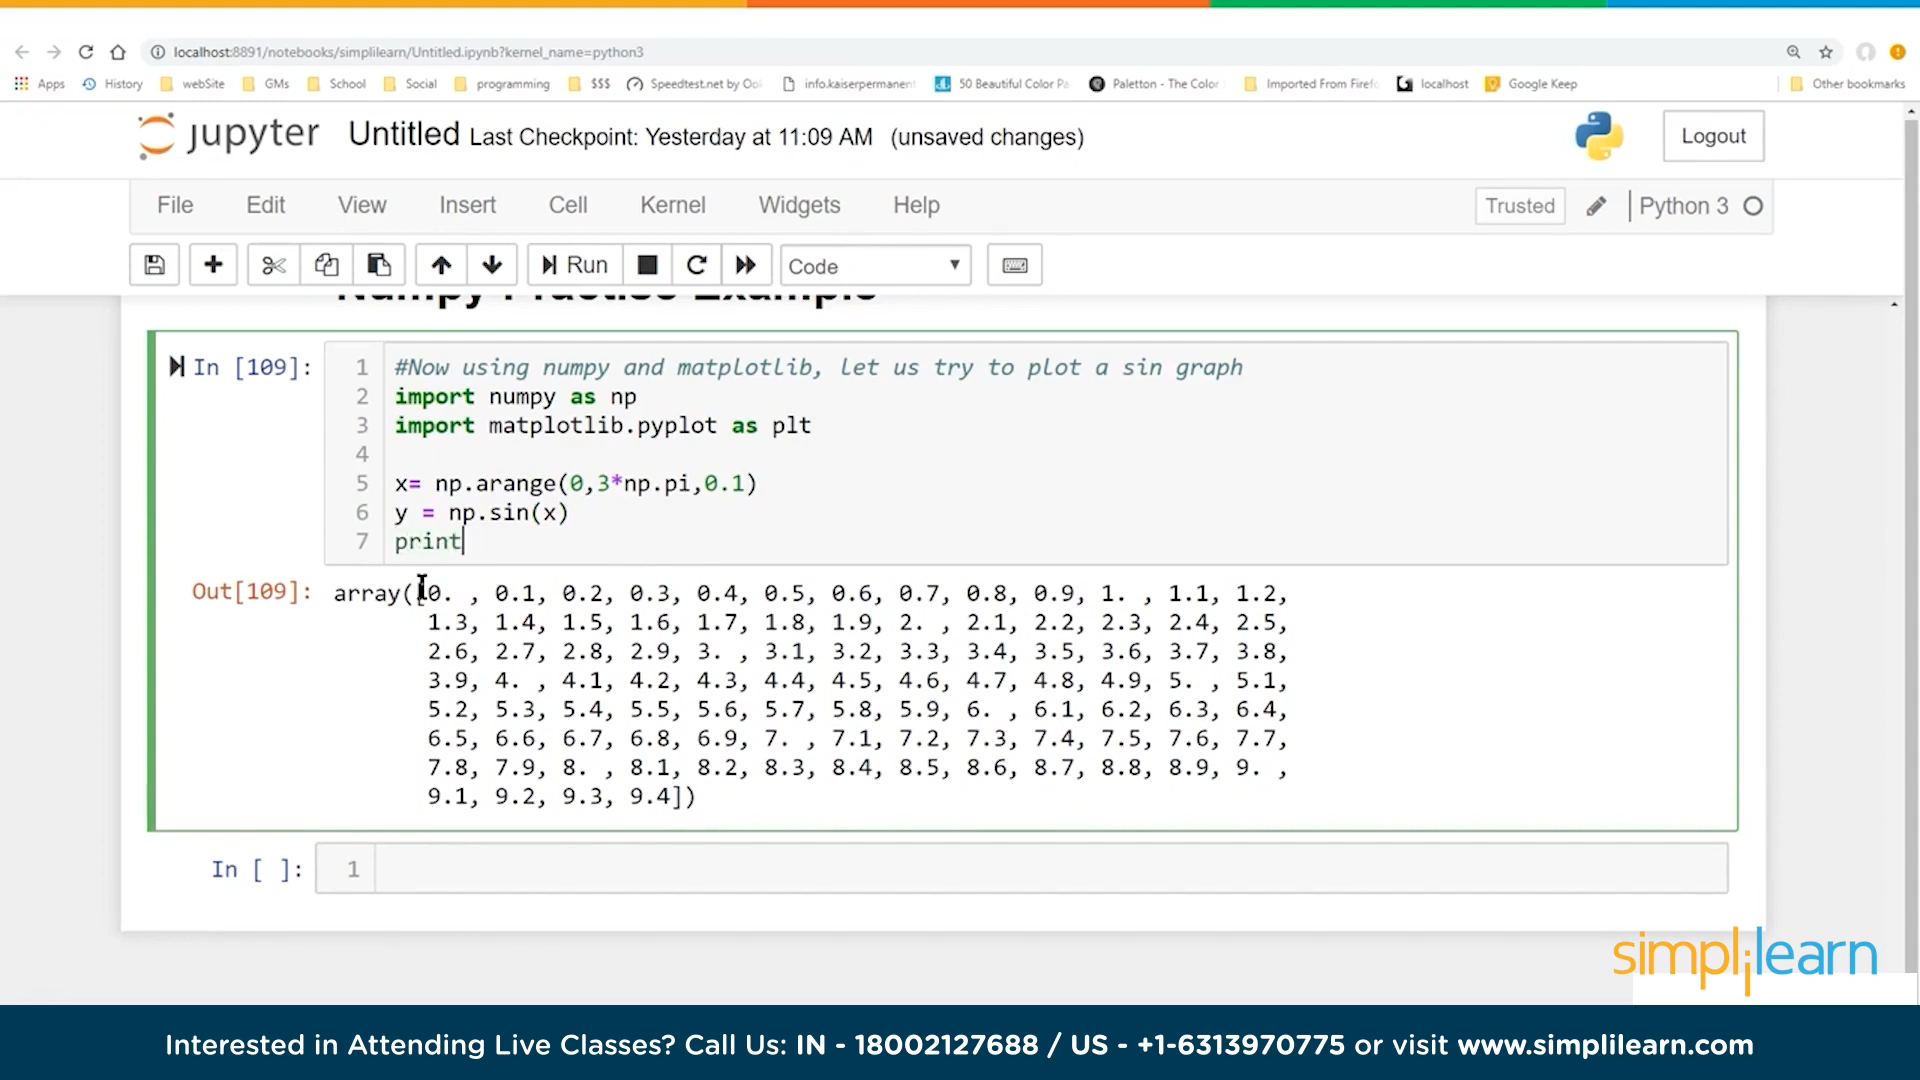 localhost:8891/notebooks/simplilearn/Untitled.ipynb?kernel_name=python3
Apps History webSite GMs School Social programming $$$ Speedtest.net by Ool info.kaiserpermanent 50 Beautiful Color Pa Paletton - The Color Imported From Firefo localhost Google Keep Other bookmarks
jupyter Untitled Last Checkpoint: Yesterday at 11:09 AM (unsaved changes) Logout
File Edit View Insert Cell Kernel Widgets Help Trusted Python 3
Run Code
Numpy Practise Example
In [109]: 1 #Now using numpy and matplotlib, let us try to plot a sin graph
2 import numpy as np
3 import matplotlib.pyplot as plt
4
5 x= np.arange(0,3*np.pi,0.1)
6 y = np.sin(x)
7 print
Out[109]: array([0. , 0.1, 0.2, 0.3, 0.4, 0.5, 0.6, 0.7, 0.8, 0.9, 1. , 1.1, 1.2,
1.3, 1.4, 1.5, 1.6, 1.7, 1.8, 1.9, 2. , 2.1, 2.2, 2.3, 2.4, 2.5,
2.6, 2.7, 2.8, 2.9, 3. , 3.1, 3.2, 3.3, 3.4, 3.5, 3.6, 3.7, 3.8,
3.9, 4. , 4.1, 4.2, 4.3, 4.4, 4.5, 4.6, 4.7, 4.8, 4.9, 5. , 5.1,
5.2, 5.3, 5.4, 5.5, 5.6, 5.7, 5.8, 5.9, 6. , 6.1, 6.2, 6.3, 6.4,
6.5, 6.6, 6.7, 6.8, 6.9, 7. , 7.1, 7.2, 7.3, 7.4, 7.5, 7.6, 7.7,
7.8, 7.9, 8. , 8.1, 8.2, 8.3, 8.4, 8.5, 8.6, 8.7, 8.8, 8.9, 9. ,
9.1, 9.2, 9.3, 9.4])
In [ ]: 1
simplilearn
Interested in Attending Live Classes? Call Us: IN - 18002127688 / US - +1-6313970775 or visit www.simplilearn.com